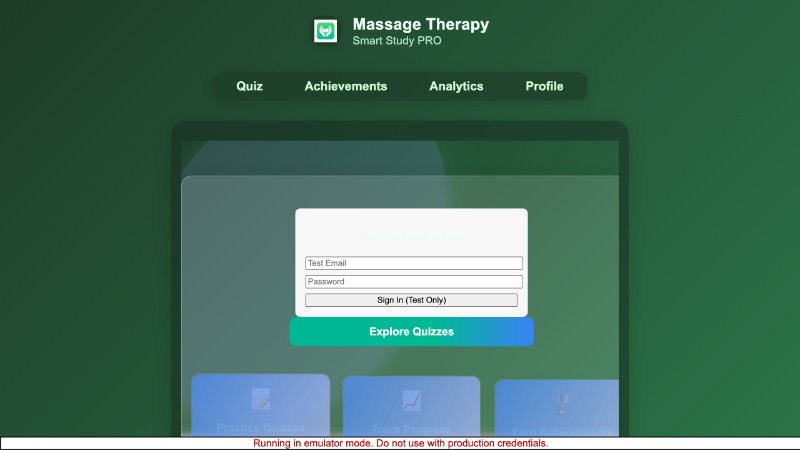 Massage Therapy
Smart Study PRO
Quiz Achievements Analytics Profile
Test Email
Password
Sign In (Test Only)
Explore Quizzes
Practice Quizzes Track Progress Earn Achievements
Running in emulator mode. Do not use with production credentials.